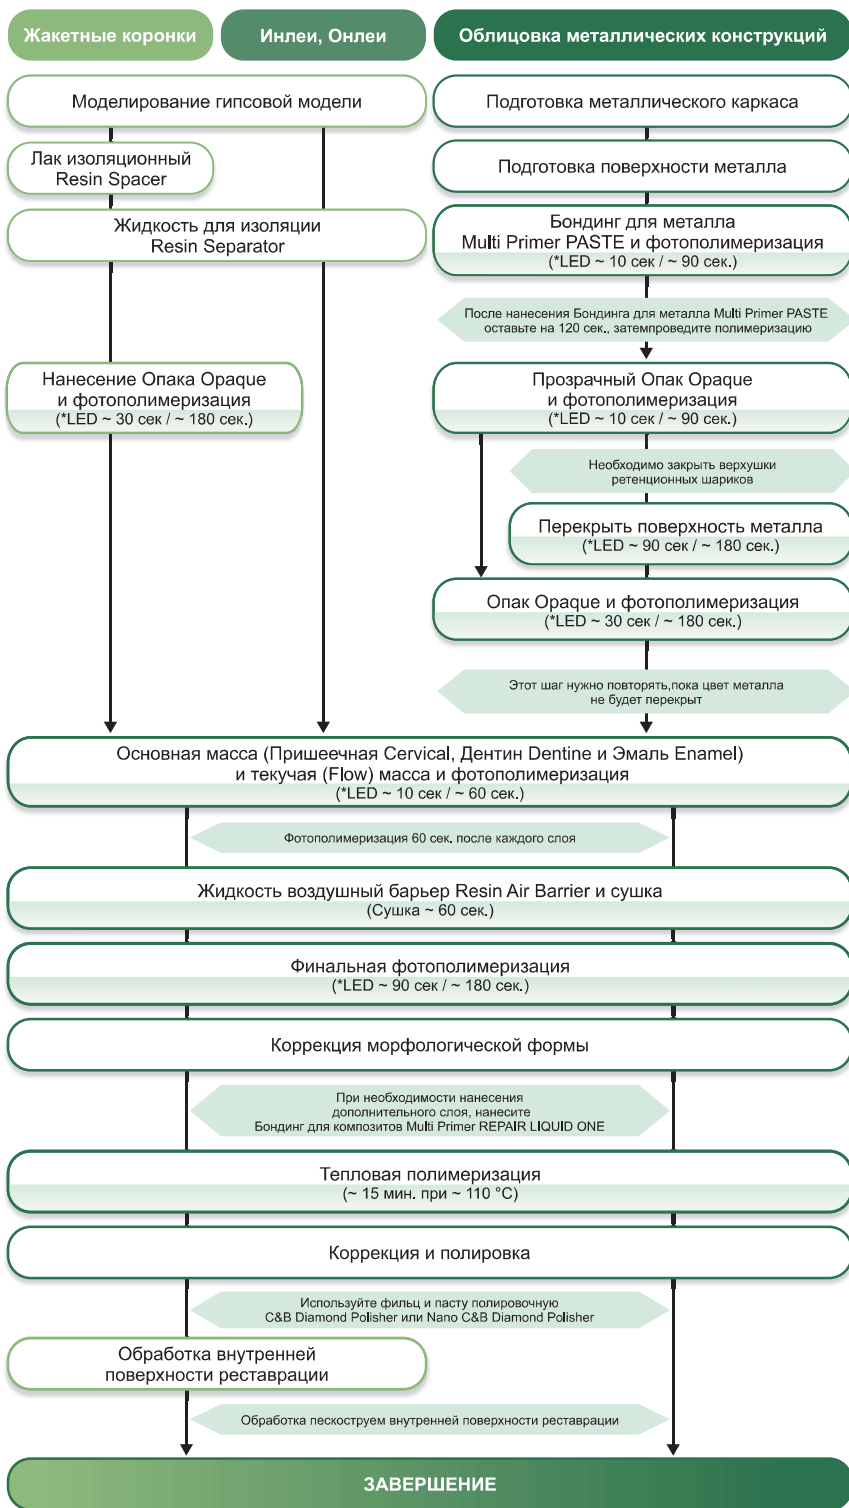 Жакетные коронки
Инлеи, Онлеи
Облицовка металлических конструкций
Моделирование гипсовой модели
Лак изоляционный
Resin Spacer
Жидкость для изоляции
Resin Separator
Нанесение Опака Opaque
и фотополимеризация
(*LED ~ 30 сек / ~ 180 сек.)
Подготовка металлического каркаса
Подготовка поверхности металла
Бондинг для металла
Multi Primer PASTE и фотополимеризация
(*LED ~ 10 сек / ~ 90 сек.)
После нанесения Бондинга для металла Multi Primer PASTE
оставьте на 120 сек., затемпроведите полимеризацию
Прозрачный Опак Opaque
и фотополимеризация
(*LED ~ 10 сек / ~ 90 сек.)
Необходимо закрыть верхушки
ретенционных шариков
Перекрыть поверхность металла
(*LED ~ 90 сек / ~ 180 сек.)
Опак Opaque и фотополимеризация
(*LED ~ 30 сек / ~ 180 сек.)
Этот шаг нужно повторять,пока цвет металла
не будет перекрыт
Основная масса (Пришеечная Cervical, Дентин Dentine и Эмаль Enamel)
и текучая (Flow) масса и фотополимеризация
(*LED ~ 10 сек / ~ 60 сек.)
Фотополимеризация 60 сек. после каждого слоя
Жидкость воздушный барьер Resin Air Barrier и сушка
(Сушка ~ 60 сек.)
Финальная фотополимеризация
(*LED ~ 90 сек / ~ 180 сек.)
Коррекция морфологической формы
При необходимости нанесения
дополнительного слоя, нанесите
Бондинг для композитов Multi Primer REPAIR LIQUID ONE
Тепловая полимеризация
(~ 15 мин. при ~ 110 °C)
Коррекция и полировка
Используйте фильц и пасту полировочную
C&B Diamond Polisher или Nano C&B Diamond Polisher
Обработка внутренней
поверхности реставрации
Обработка пескоструем внутренней поверхности реставрации
ЗАВЕРШЕНИЕ